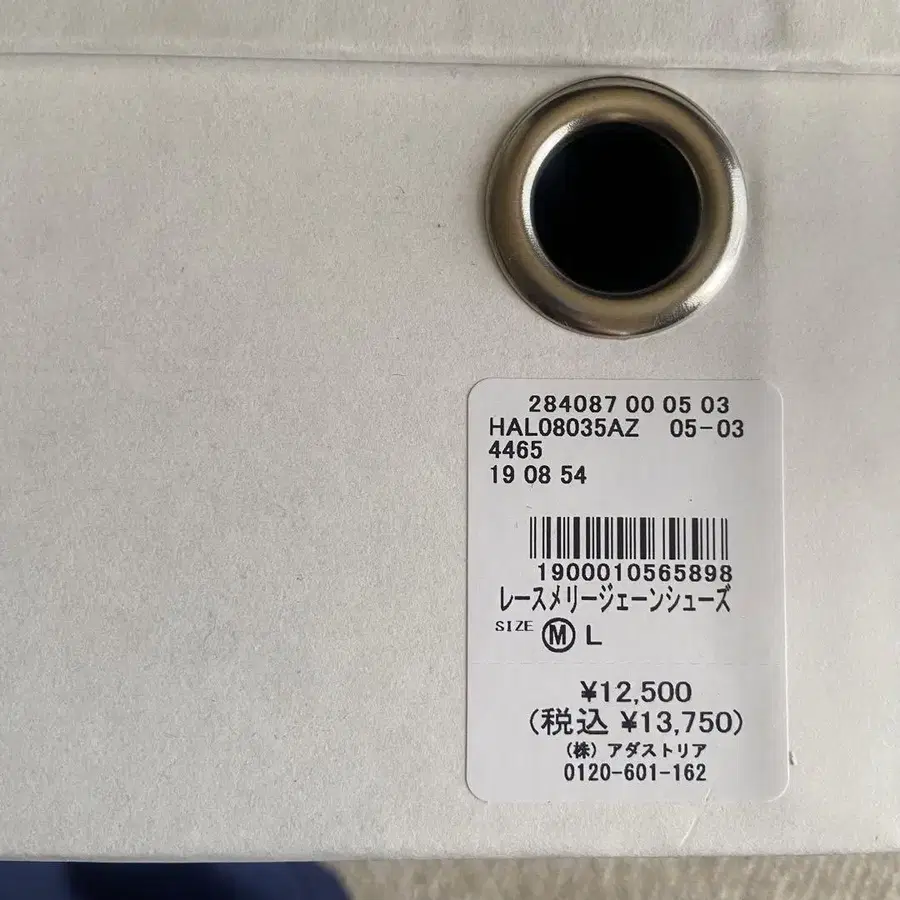 284087 00 05 03
HAL08035AZ 05-03
4465
19 08 54
1900010565898
レースメリージェーンシューズ
SIZE Ⓜ L
¥12,500
(税込 ¥13,750)
(株) アダストリア
0120-601-162